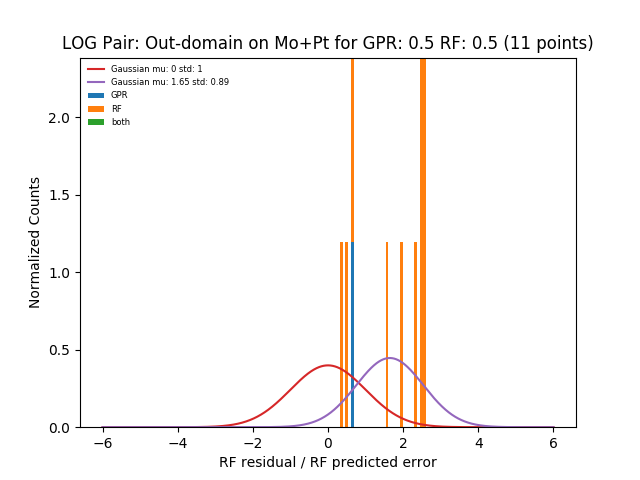 LOG Pair: Out-domain on Mo+Pt for GPR: 0.5 RF: 0.5 (11 points)
Gaussian mu: 0 std: 1
Gaussian mu: 1.65 std: 0.89
GPR
RF
both
Normalized Counts
2.0
1.5
1.0
0.5
0.0
−6 −4 −2 0 2 4 6
RF residual / RF predicted error